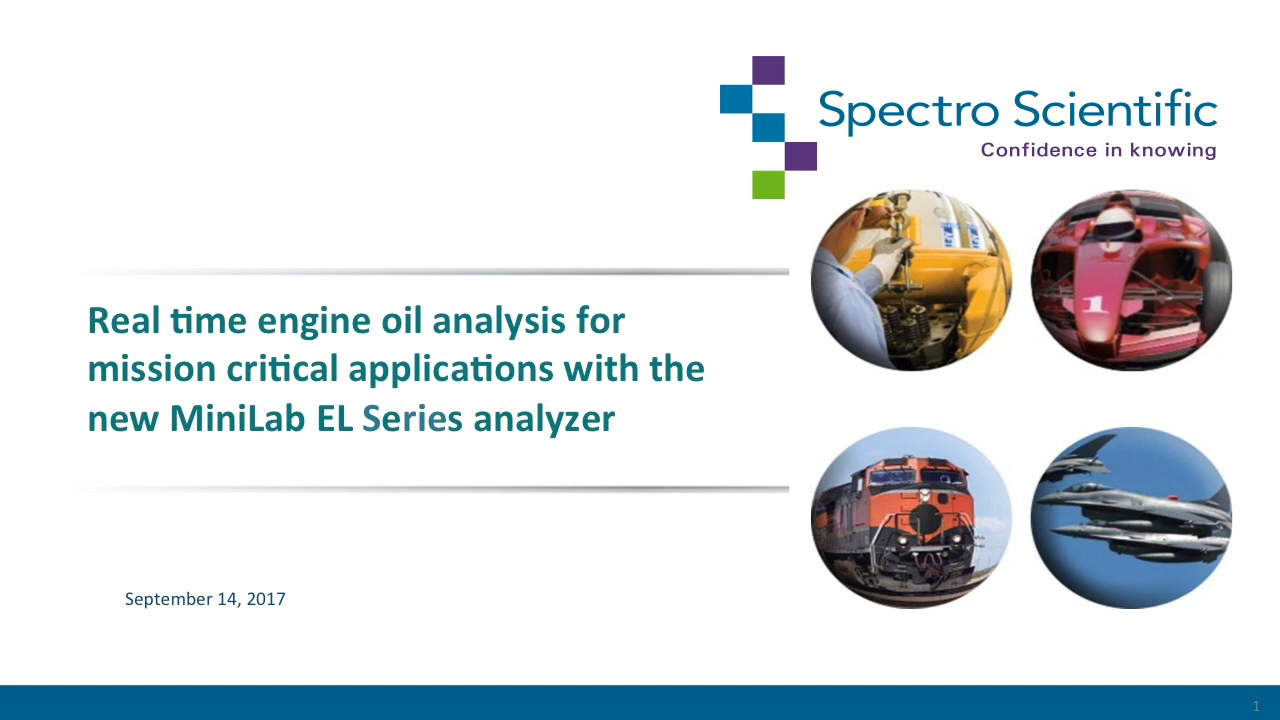 Spectro Scientific
Confidence in knowing
1
Real time engine oil analysis for
mission critical applications with the
new MiniLab EL Series analyzer
September 14, 2017
1